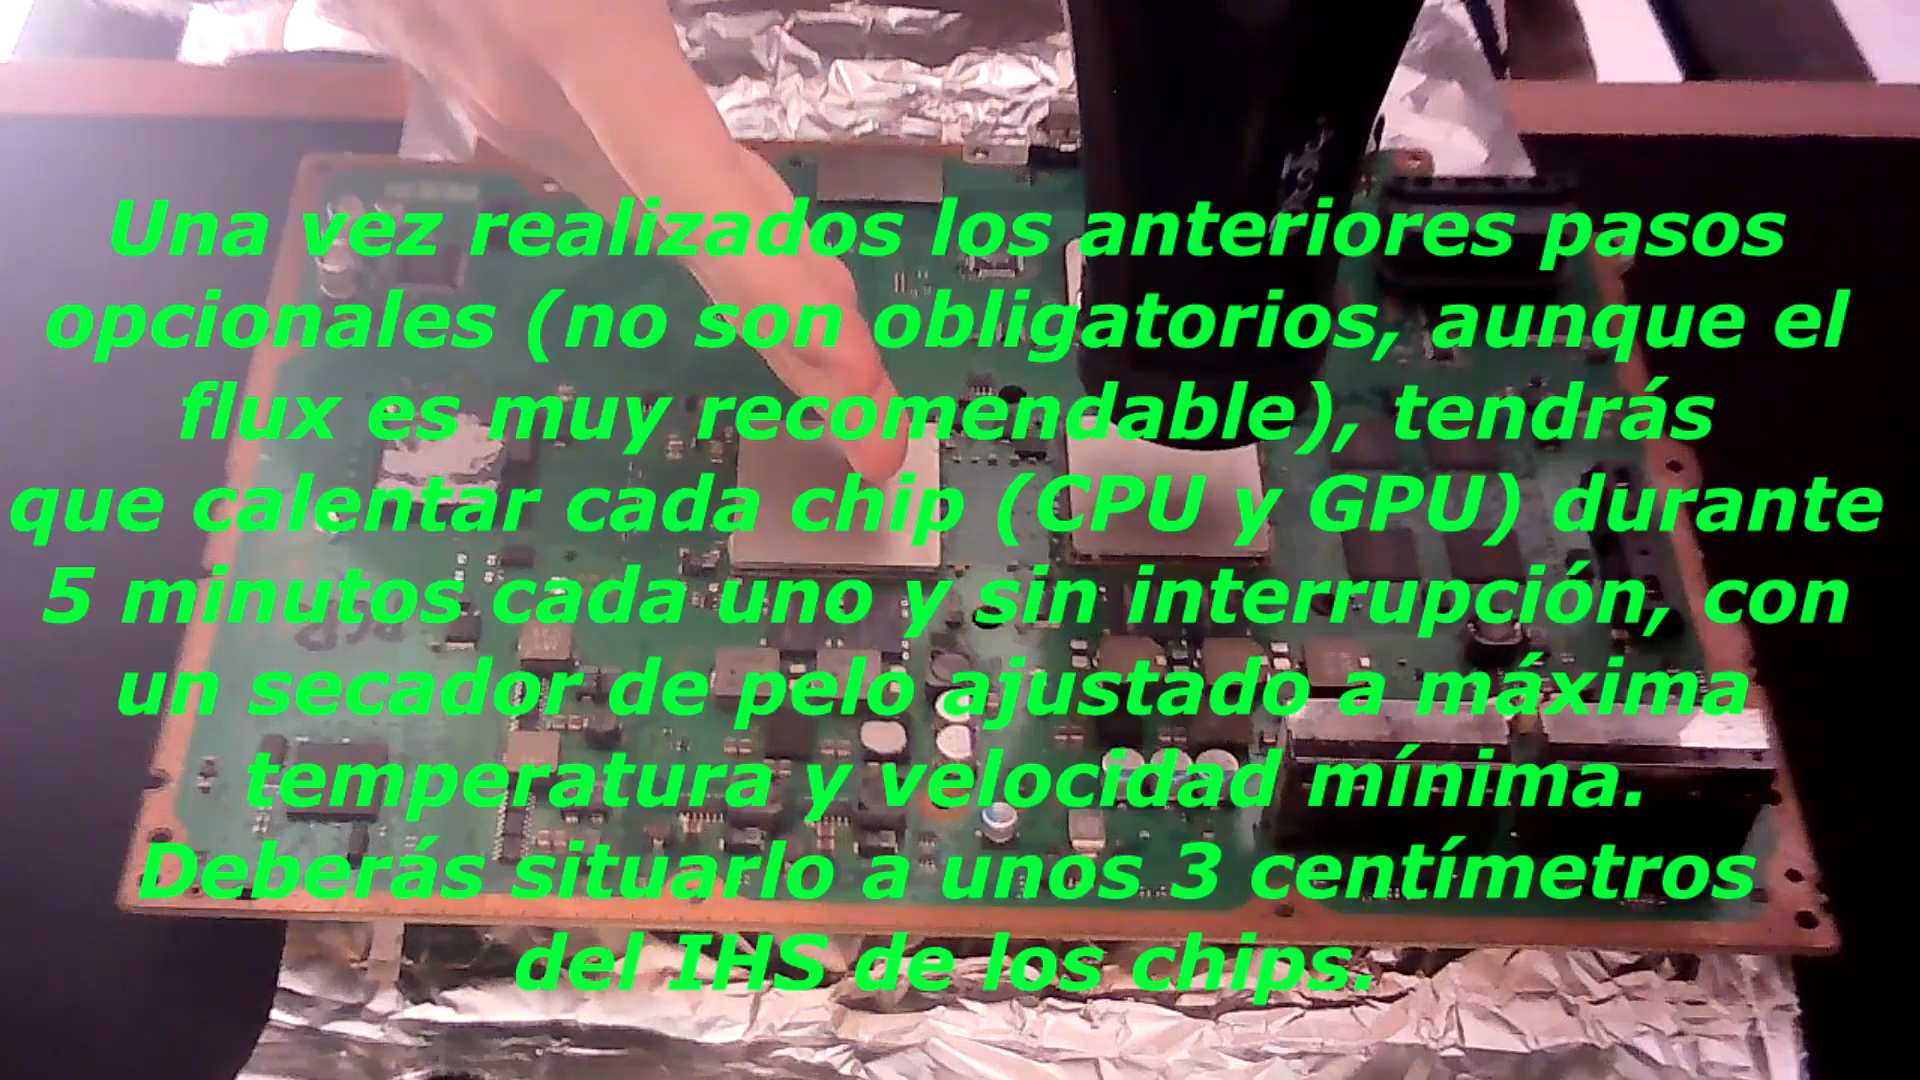 Una vez realizados los anteriores pasos
opcionales (no son obligatorios, aunque el
flux es muy recomendable), tendrás
que calentar cada chip (CPU y GPU) durante
5 minutos cada uno y sin interrupción, con
un secador de pelo ajustado a máxima
temperatura y velocidad mínima.
Deberás situarlo a unos 3 centímetros
del IHS de los chips.